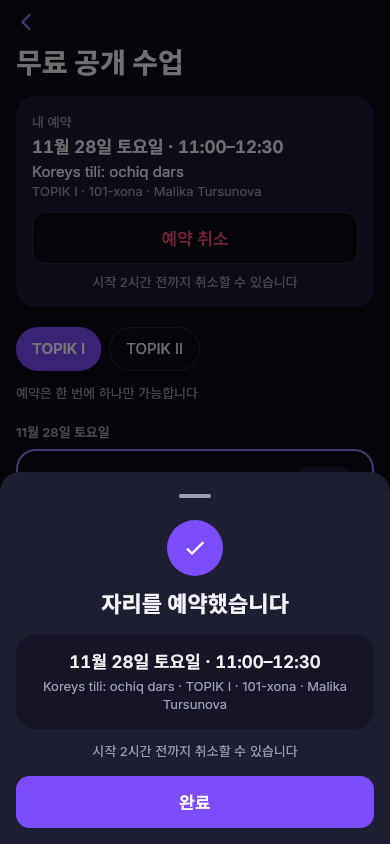 무료 공개 수업
내 예약
11월 28일 토요일 · 11:00–12:30
Koreys tili: ochiq dars
TOPIK I · 101-xona · Malika Tursunova
예약 취소
시작 2시간 전까지 취소할 수 있습니다
TOPIK I
TOPIK II
예약은 한 번에 하나만 가능합니다
11월 28일 토요일
자리를 예약했습니다
11월 28일 토요일 · 11:00–12:30
Koreys tili: ochiq dars · TOPIK I · 101-xona · Malika
Tursunova
시작 2시간 전까지 취소할 수 있습니다
완료